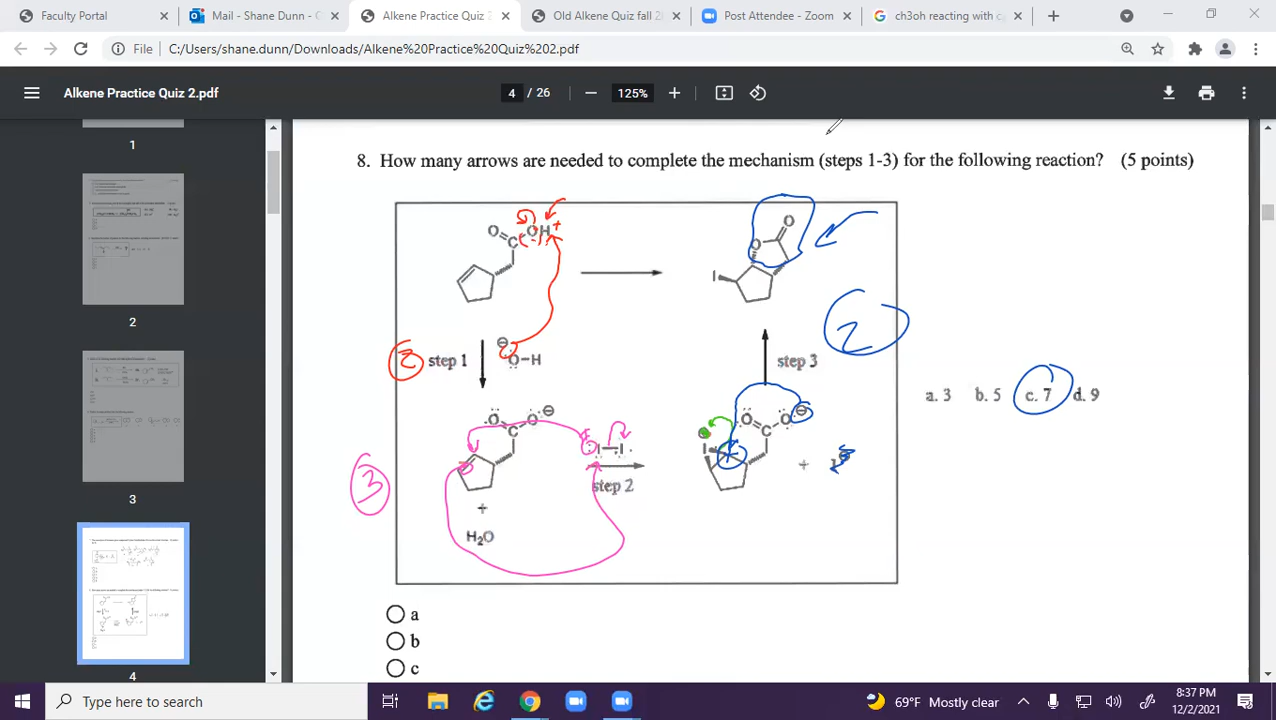 Faculty Portal
Mail - Shane Dunn - C
Alkene Practice Quiz 2
Old Alkene Quiz fall 2
Post Attendee - Zoom
ch3oh reacting with c
File
C:/Users/shane.dunn/Downloads/Alkene%20Practice%20Quiz%202.pdf
Alkene Practice Quiz 2.pdf
4 / 26
125%
1
2
3
4
8. How many arrows are needed to complete the mechanism (steps 1-3) for the following reaction? (5 points)
O OH +
O
O
I
2 step 1
⊖
O-H
step 3
2
a. 3 b. 5 c. 7 d. 9
O O ⊖
I-I
step 2
3
+
H2O
O O ⊖
I
+
a
b
c
Type here to search
69°F Mostly clear
8:37 PM
12/2/2021